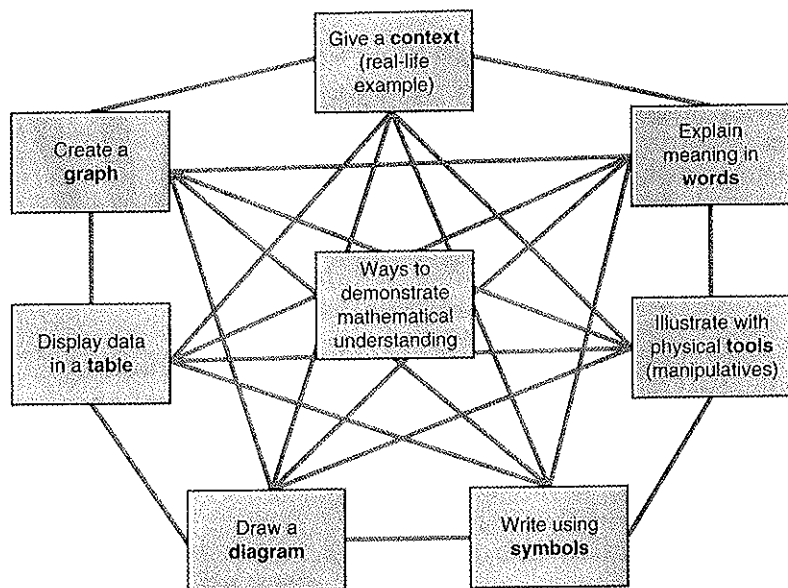 Give a context
(real-life
example)
Create a
graph
Explain
meaning in
words
Ways to
demonstrate
mathematical
understanding
Display data
in a table
Illustrate with
physical tools
(manipulatives)
Draw a
diagram
Write using
symbols